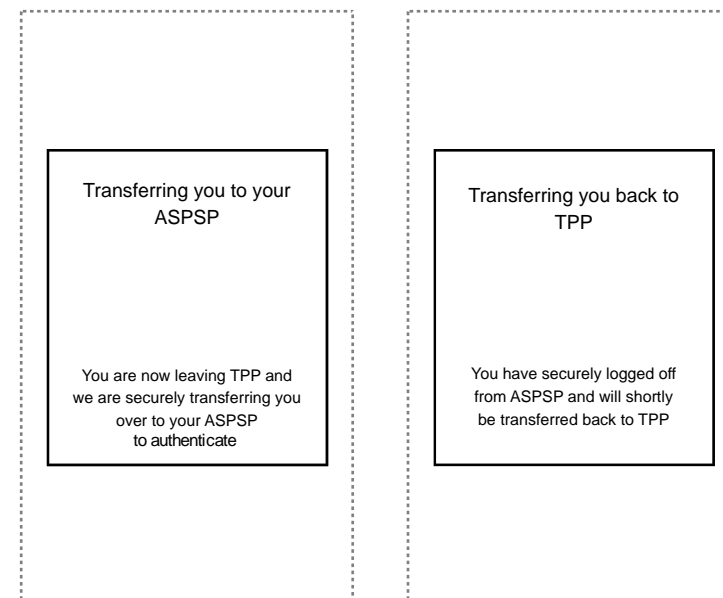 Transferring you to your
ASPSP
You are now leaving TPP and
we are securely transferring you
over to your ASPSP
to authenticate
Transferring you back to
TPP
You have securely logged off
from ASPSP and will shortly
be transferred back to TPP